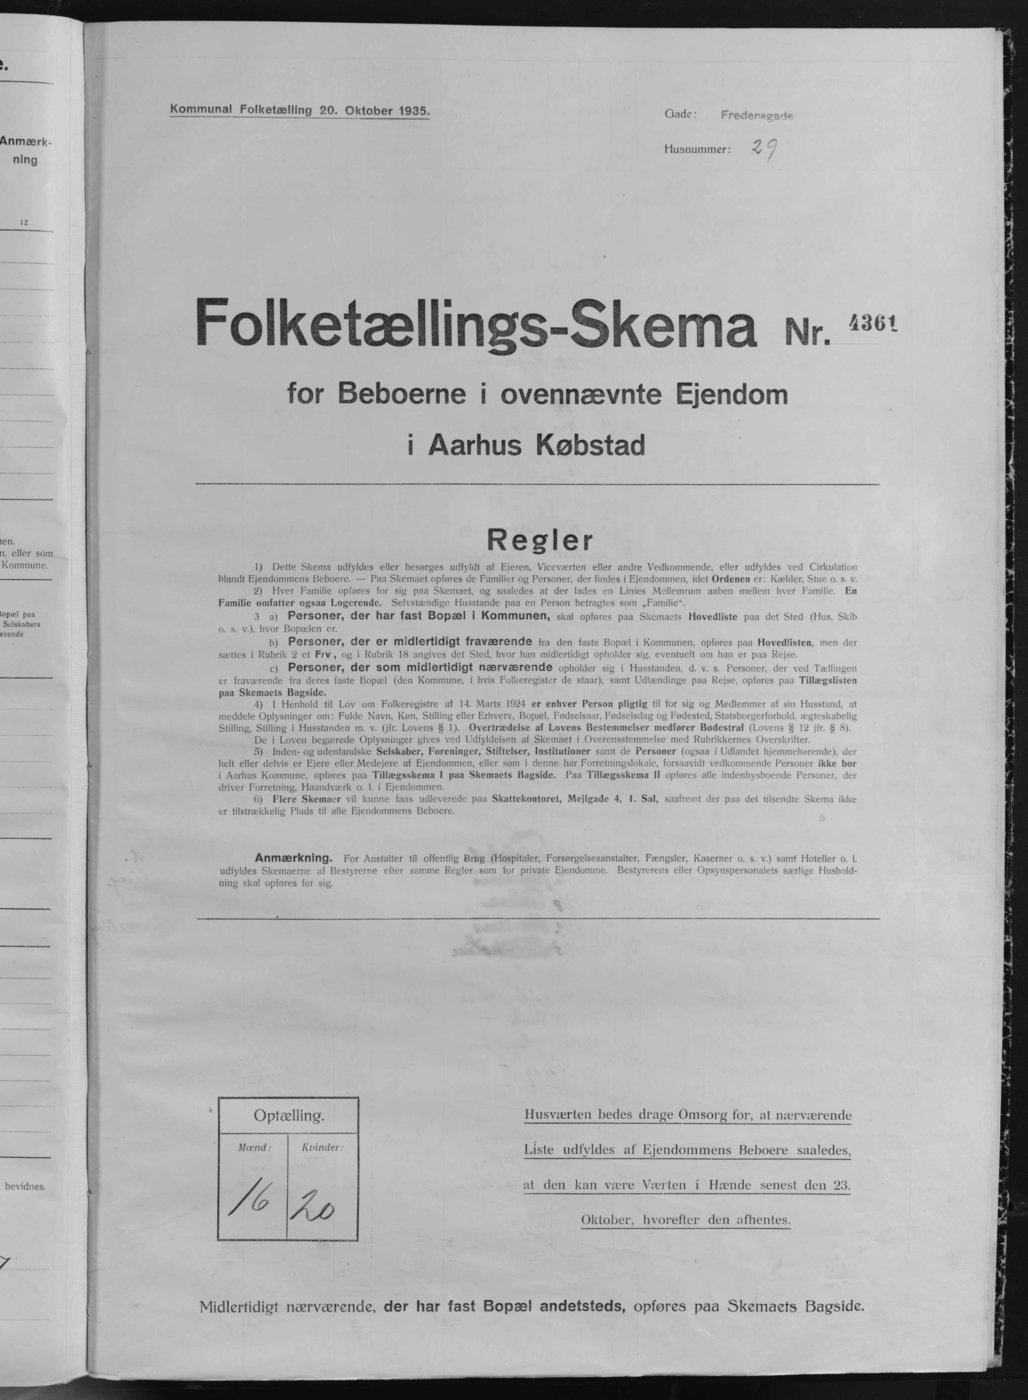 e.
Anmærk-
ning
12
en.
n, eller som
Kommune.
opæl paa
Selskabers
ærende
bevidnes.
Kommunal Folketælling 20. Oktober 1935.
Gade: Fredensgade
Husnummer: 29
Folketællings-Skema Nr. 4361
for Beboerne i ovennævnte Ejendom
i Aarhus Købstad
Regler
1) Dette Skema udfyldes eller besørges udfyldt af Ejeren, Viceværten eller andre Vedkommende, eller udfyldes ved Cirkulation
blandt Ejendommens Beboere. — Paa Skemaet opføres de Familier og Personer, der findes i Ejendommen, idet Ordenen er: Kælder, Stue o. s. v.
2) Hver Familie opføres for sig paa Skemaet, og saaledes at der lades en Linies Mellemrum aaben mellem hver Familie. En
Familie omfatter ogsaa Logerende. Selvstændige Husstande paa en Person betragtes som „Familie“.
3 a) Personer, der har fast Bopæl i Kommunen, skal opføres paa Skemaets Hovedliste paa det Sted (Hus, Skib
o. s. v.), hvor Bopælen er.
b) Personer, der er midlertidigt fraværende fra den faste Bopæl i Kommunen, opføres paa Hovedlisten, men der
sættes i Rubrik 2 et Frv., og i Rubrik 18 angives det Sted, hvor han midlertidigt opholder sig, eventuelt om han er paa Rejse.
c) Personer, der som midlertidigt nærværende opholder sig i Husstanden, d. v. s. Personer, der ved Tællingen
er fraværende fra deres faste Bopæl (den Kommune, i hvis Folkeregister de staar), samt Udlændinge paa Rejse, opføres paa Tillægslisten
paa Skemaets Bagside.
4) I Henhold til Lov om Folkeregistre af 14. Marts 1924 er enhver Person pligtig til for sig og Medlemmer af sin Husstand, at
meddele Oplysninger om: Fulde Navn, Køn, Stilling eller Erhverv, Bopæl, Fødselsaar, Fødselsdag og Fødested, Statsborgerforhold, ægteskabelig
Stilling, Stilling i Husstanden m. v. (jfr. Lovens § 1). Overtrædelse af Lovens Bestemmelser medfører Bødestraf (Lovens § 12 jfr. § 8).
De i Loven begærede Oplysninger gives ved Udfyldelsen af Skemaet i Overensstemmelse med Rubrikkernes Overskrifter.
5) Inden- og udenlandske Selskaber, Foreninger, Stiftelser, Institutioner samt de Personer (ogsaa i Udlandet hjemmehørende), der
helt eller delvis er Ejere eller Medejere af Ejendommen, eller som i denne har Forretningslokale, forsaavidt vedkommende Personer ikke bor
i Aarhus Kommune, opføres paa Tillægsskema I paa Skemaets Bagside. Paa Tillægsskema II opføres alle indenbysboende Personer, der
driver Forretning, Haandværk o. l. i Ejendommen.
6) Flere Skemaer vil kunne faas udleverede paa Skattekontoret, Mejlgade 4, 1. Sal, saafremt der paa det tilsendte Skema ikke
er tilstrækkelig Plads til alle Ejendommens Beboere.
Anmærkning. For Anstalter til offentlig Brug (Hospitaler, Forsørgelsesanstalter, Fængsler, Kaserner o. s. v.) samt Hoteller o. l.
udfyldes Skemaerne af Bestyrerne efter samme Regler som for private Ejendomme. Bestyrerens eller Opsynspersonalets særlige Hushold-
ning skal opføres for sig.
Optælling.
Mænd: Kvinder:
16 20
Husværten bedes drage Omsorg for, at nærværende
Liste udfyldes af Ejendommens Beboere saaledes,
at den kan være Værten i Hænde senest den 23.
Oktober, hvorefter den afhentes.
Midlertidigt nærværende, der har fast Bopæl andetsteds, opføres paa Skemaets Bagside.